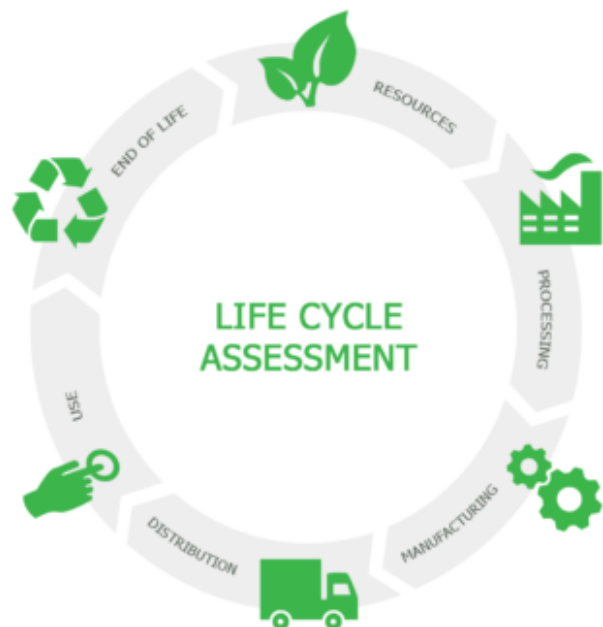 RESOURCES
PROCESSING
MANUFACTURING
DISTRIBUTION
USE
END OF LIFE
LIFE CYCLE
ASSESSMENT